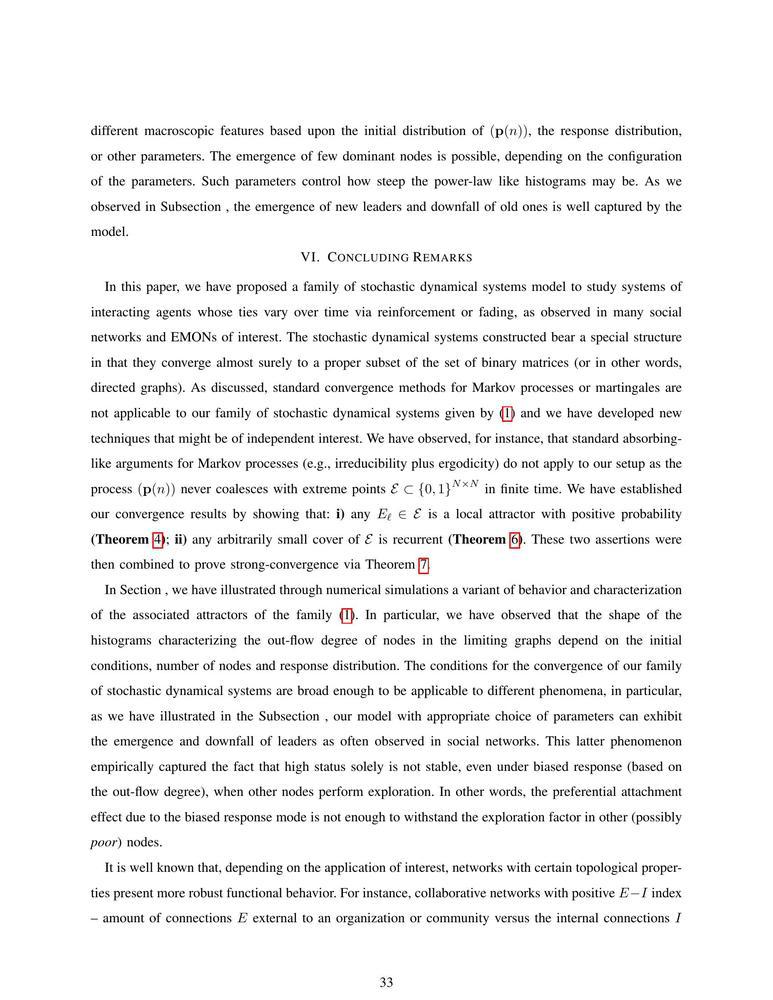 different macroscopic features based upon the initial distribution of (p(n)), the response distribution,
or other parameters. The emergence of few dominant nodes is possible, depending on the configuration
of the parameters. Such parameters control how steep the power-law like histograms may be. As we
observed in Subsection , the emergence of new leaders and downfall of old ones is well captured by the
model.
VI. CONCLUDING REMARKS
In this paper, we have proposed a family of stochastic dynamical systems model to study systems of
interacting agents whose ties vary over time via reinforcement or fading, as observed in many social
networks and EMONs of interest. The stochastic dynamical systems constructed bear a special structure
in that they converge almost surely to a proper subset of the set of binary matrices (or in other words,
directed graphs). As discussed, standard convergence methods for Markov processes or martingales are
not applicable to our family of stochastic dynamical systems given by (1) and we have developed new
techniques that might be of independent interest. We have observed, for instance, that standard absorbing-
like arguments for Markov processes (e.g., irreducibility plus ergodicity) do not apply to our setup as the
process (p(n)) never coalesces with extreme points ℰ ⊂ {0, 1}^{N×N} in finite time. We have established
our convergence results by showing that: i) any E_ℓ ∈ ℰ is a local attractor with positive probability
(Theorem 4); ii) any arbitrarily small cover of ℰ is recurrent (Theorem 6). These two assertions were
then combined to prove strong-convergence via Theorem 7.
In Section , we have illustrated through numerical simulations a variant of behavior and characterization
of the associated attractors of the family (1). In particular, we have observed that the shape of the
histograms characterizing the out-flow degree of nodes in the limiting graphs depend on the initial
conditions, number of nodes and response distribution. The conditions for the convergence of our family
of stochastic dynamical systems are broad enough to be applicable to different phenomena, in particular,
as we have illustrated in the Subsection , our model with appropriate choice of parameters can exhibit
the emergence and downfall of leaders as often observed in social networks. This latter phenomenon
empirically captured the fact that high status solely is not stable, even under biased response (based on
the out-flow degree), when other nodes perform exploration. In other words, the preferential attachment
effect due to the biased response mode is not enough to withstand the exploration factor in other (possibly
poor) nodes.
It is well known that, depending on the application of interest, networks with certain topological proper-
ties present more robust functional behavior. For instance, collaborative networks with positive E−I index
– amount of connections E external to an organization or community versus the internal connections I
33